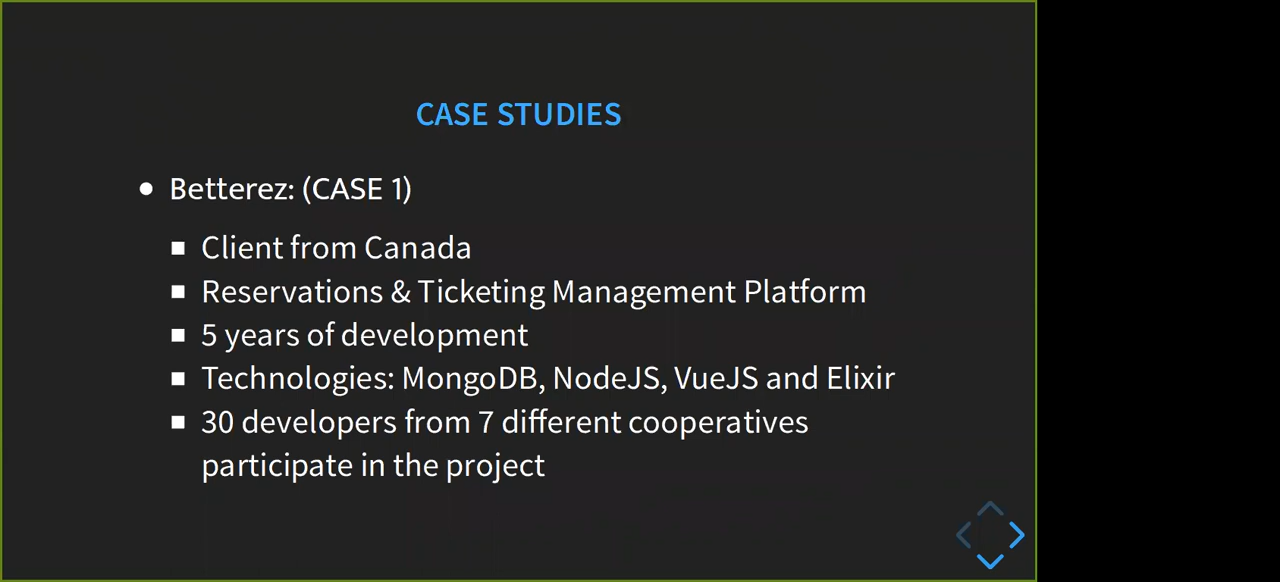 CASE STUDIES
Betterez: (CASE 1)
Client from Canada
Reservations & Ticketing Management Platform
5 years of development
Technologies: MongoDB, NodeJS, VueJS and Elixir
30 developers from 7 different cooperatives
participate in the project